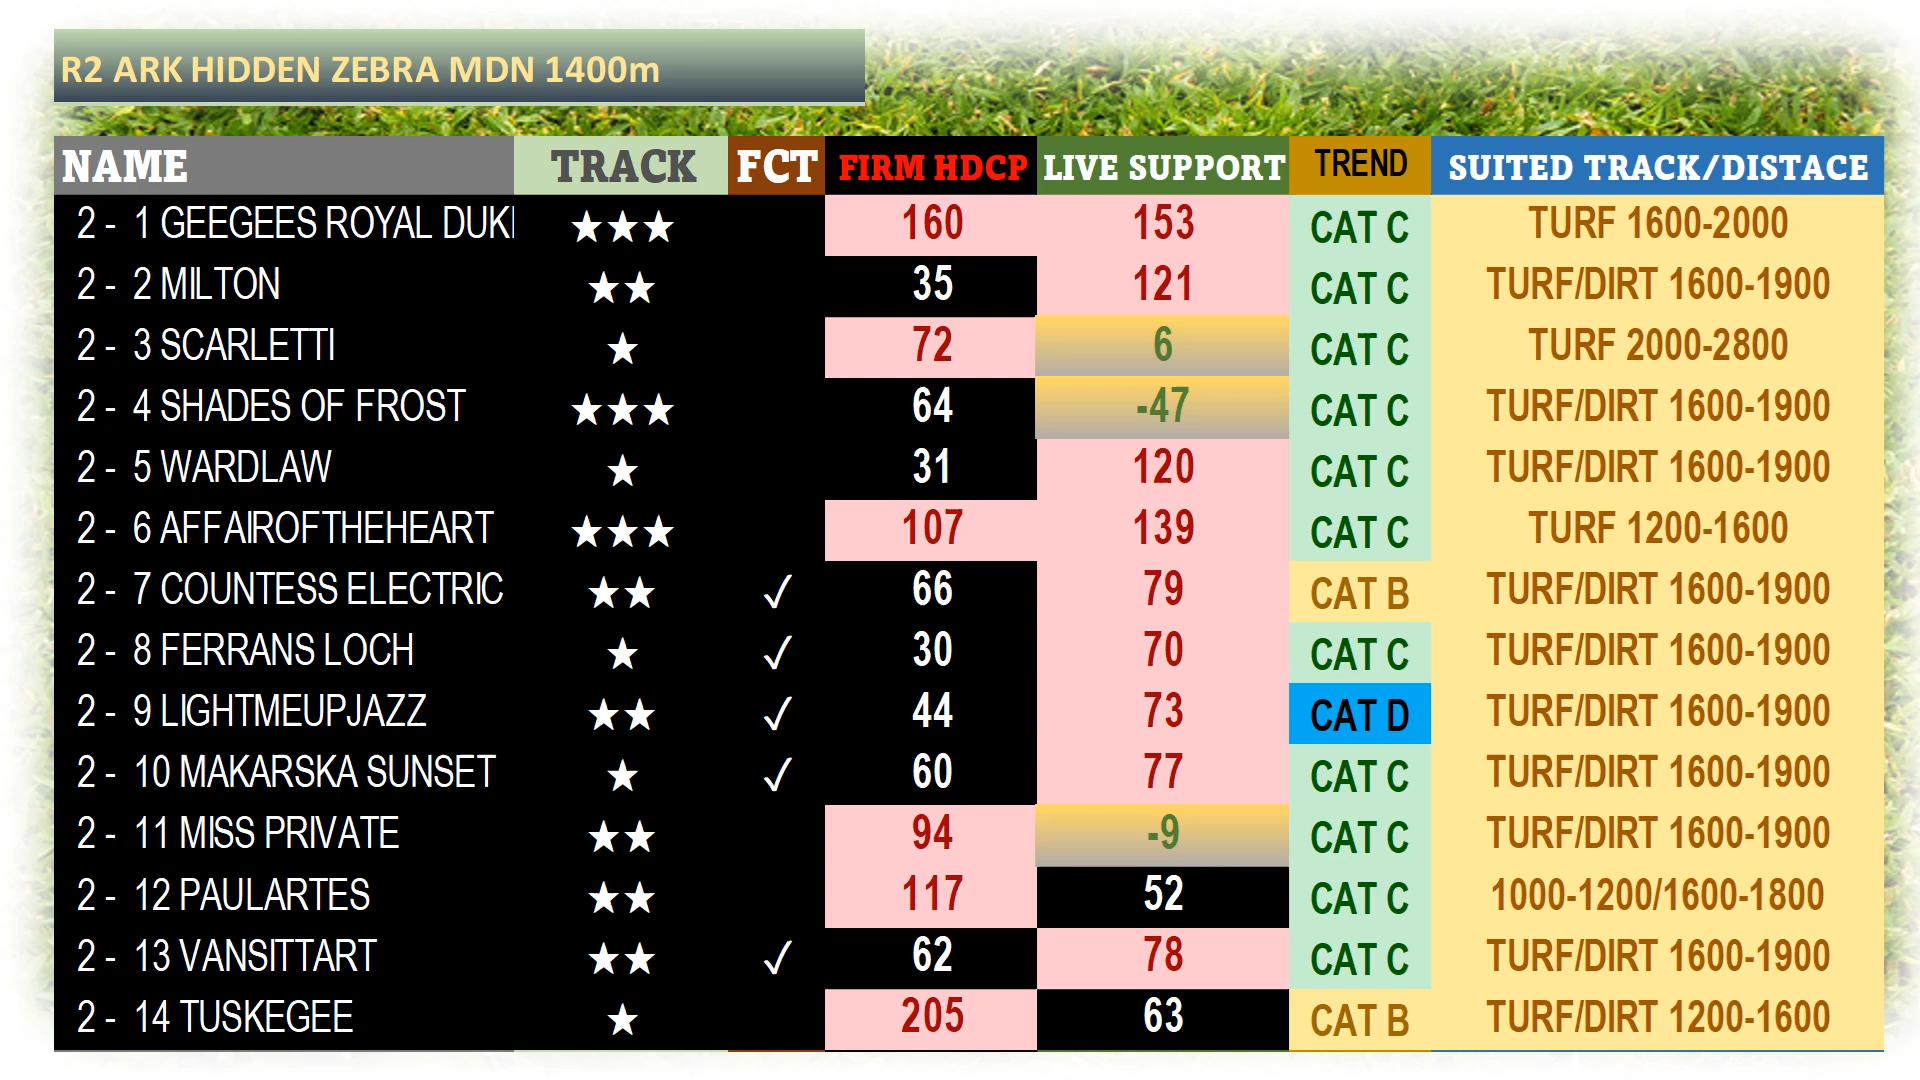 R2 ARK HIDDEN ZEBRA MDN 1400m
NAME TRACK FCT FIRM HDCP LIVE SUPPORT TREND SUITED TRACK/DISTACE
2 - 1 GEEGEES ROYAL DUK ★★★ 160 153 CAT C TURF 1600-2000
2 - 2 MILTON ★★ 35 121 CAT C TURF/DIRT 1600-1900
2 - 3 SCARLETTI ★ 72 6 CAT C TURF 2000-2800
2 - 4 SHADES OF FROST ★★★ 64 -47 CAT C TURF/DIRT 1600-1900
2 - 5 WARDLAW ★ 31 120 CAT C TURF/DIRT 1600-1900
2 - 6 AFFAIROFTHEHEART ★★★ 107 139 CAT C TURF 1200-1600
2 - 7 COUNTESS ELECTRIC ★★ ✓ 66 79 CAT B TURF/DIRT 1600-1900
2 - 8 FERRANS LOCH ★ ✓ 30 70 CAT C TURF/DIRT 1600-1900
2 - 9 LIGHTMEUPJAZZ ★★ ✓ 44 73 CAT D TURF/DIRT 1600-1900
2 - 10 MAKARSKA SUNSET ★ ✓ 60 77 CAT C TURF/DIRT 1600-1900
2 - 11 MISS PRIVATE ★★ 94 -9 CAT C TURF/DIRT 1600-1900
2 - 12 PAULARTES ★★ 117 52 CAT C 1000-1200/1600-1800
2 - 13 VANSITTART ★★ ✓ 62 78 CAT C TURF/DIRT 1600-1900
2 - 14 TUSKEGEE ★ 205 63 CAT B TURF/DIRT 1200-1600